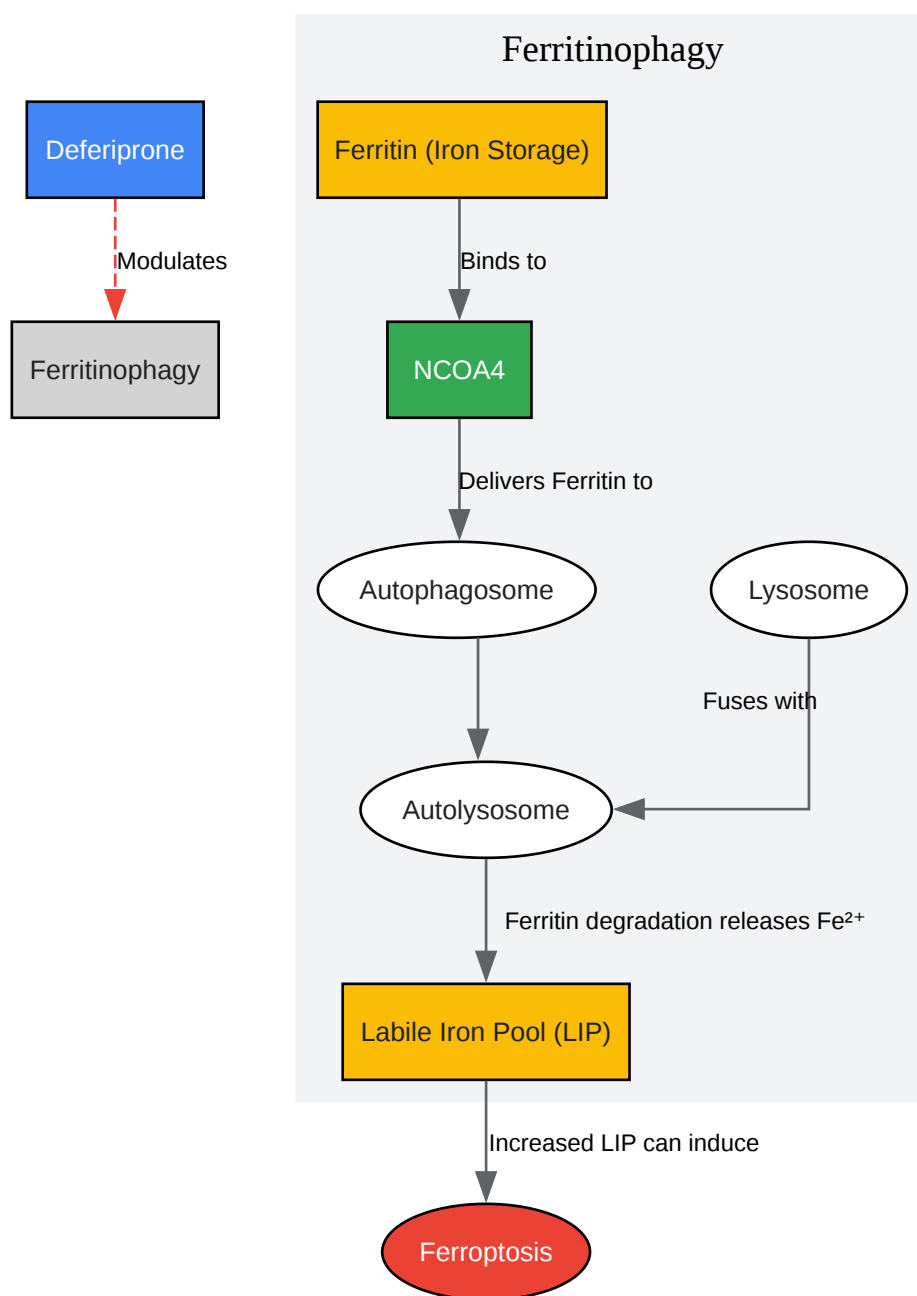 Ferritinophagy
Deferiprone
Ferritin (Iron Storage)
Modulates
Binds to
Ferritinophagy
NCOA4
Delivers Ferritin to
Autophagosome
Lysosome
Fuses with
Autolysosome
Ferritin degradation releases Fe²⁺
Labile Iron Pool (LIP)
Increased LIP can induce
Ferroptosis